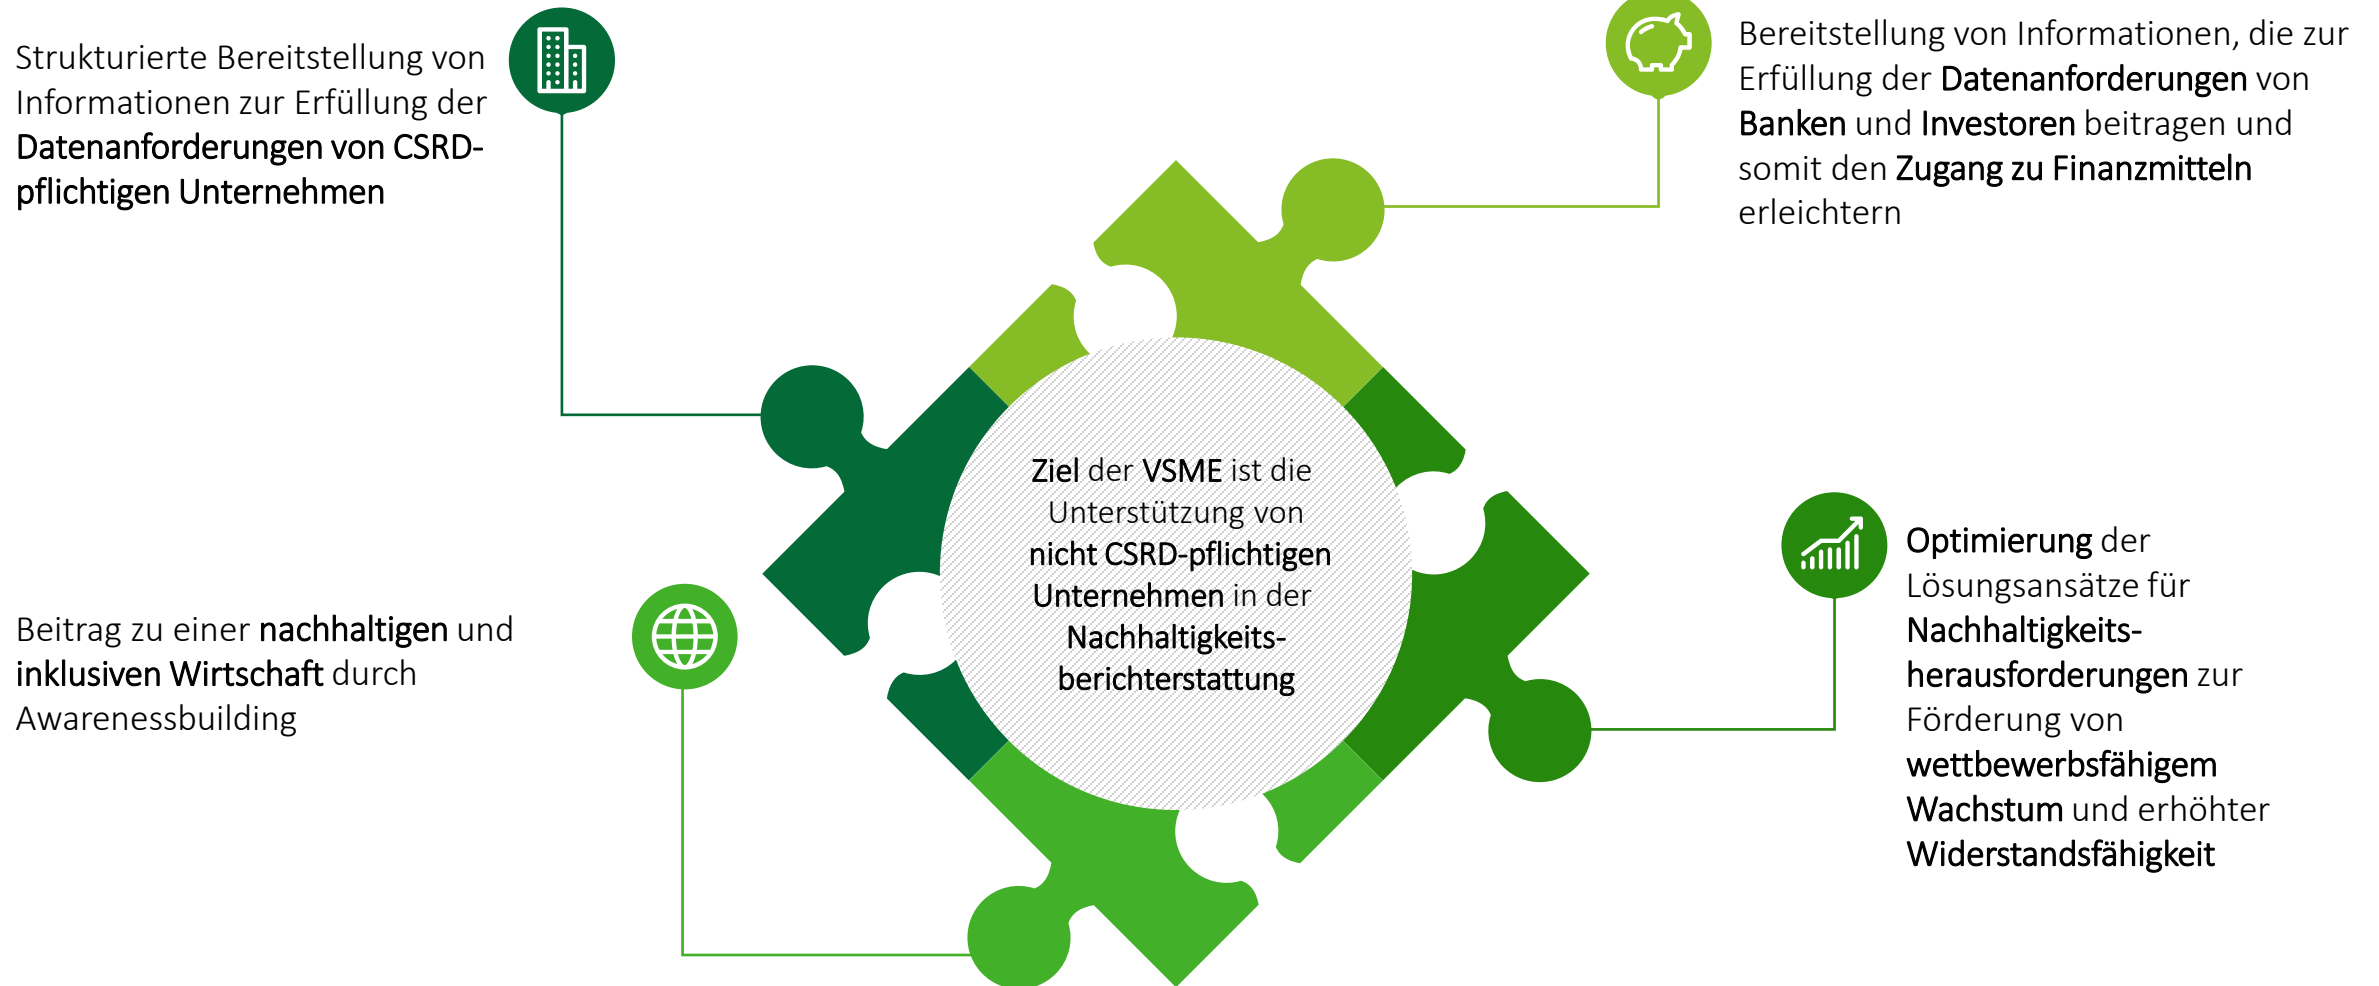 Strukturierte Bereitstellung von
Informationen zur Erfüllung der
Datenanforderungen von CSRD-
pflichtigen Unternehmen
Bereitstellung von Informationen, die zur
Erfüllung der Datenanforderungen von
Banken und Investoren beitragen und
somit den Zugang zu Finanzmitteln
erleichtern
Ziel der VSME ist die
Unterstützung von
nicht CSRD-pflichtigen
Unternehmen in der
Nachhaltigkeits-
berichterstattung
Beitrag zu einer nachhaltigen und
inklusiven Wirtschaft durch
Awarenessbuilding
Optimierung der
Lösungsansätze für
Nachhaltigkeits-
herausforderungen zur
Förderung von
wettbewerbsfähigem
Wachstum und erhöhter
Widerstandsfähigkeit